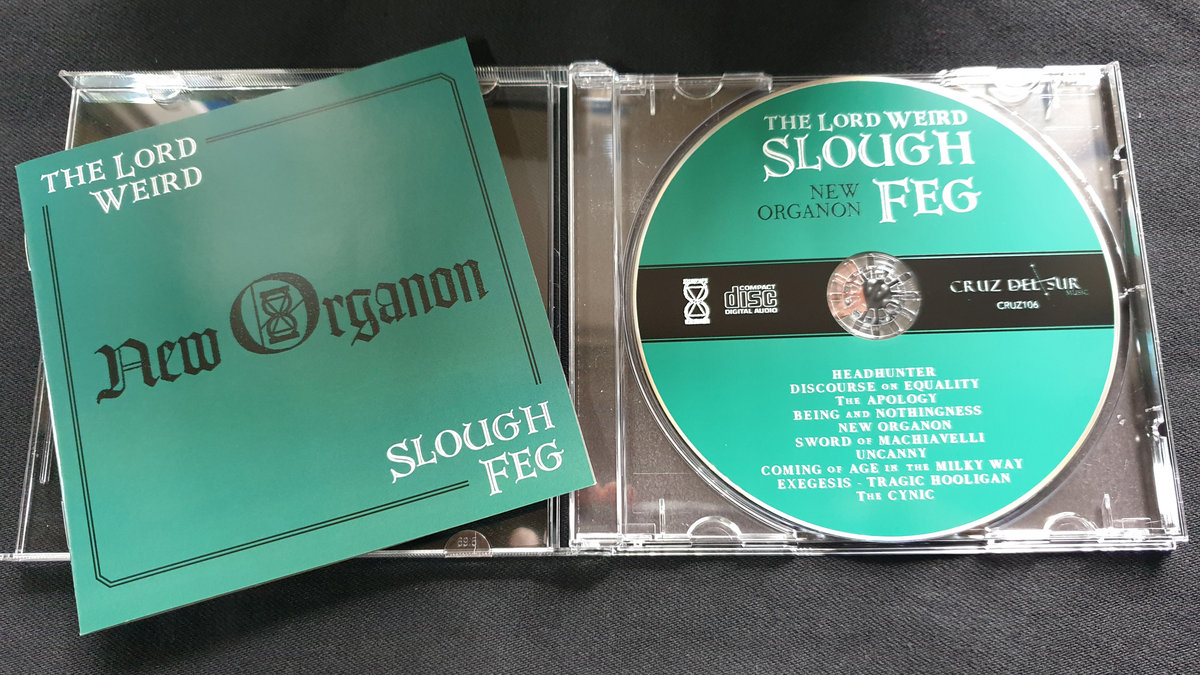 THE LORD
WEIRD
New Organon
SLOUGH
FEG
THE LORD WEIRD
SLOUGH
NEW
ORGANON
FEG
COMPACT
disc
DIGITAL AUDIO
CRUZ DEL SUR
MUSIC
CRUZ106
HEADHUNTER
DISCOURSE ON EQUALITY
THE APOLOGY
BEING AND NOTHINGNESS
NEW ORGANON
SWORD OF MACHIAVELLI
UNCANNY
COMING OF AGE IN THE MILKY WAY
EXEGESIS - TRAGIC HOOLIGAN
THE CYNIC